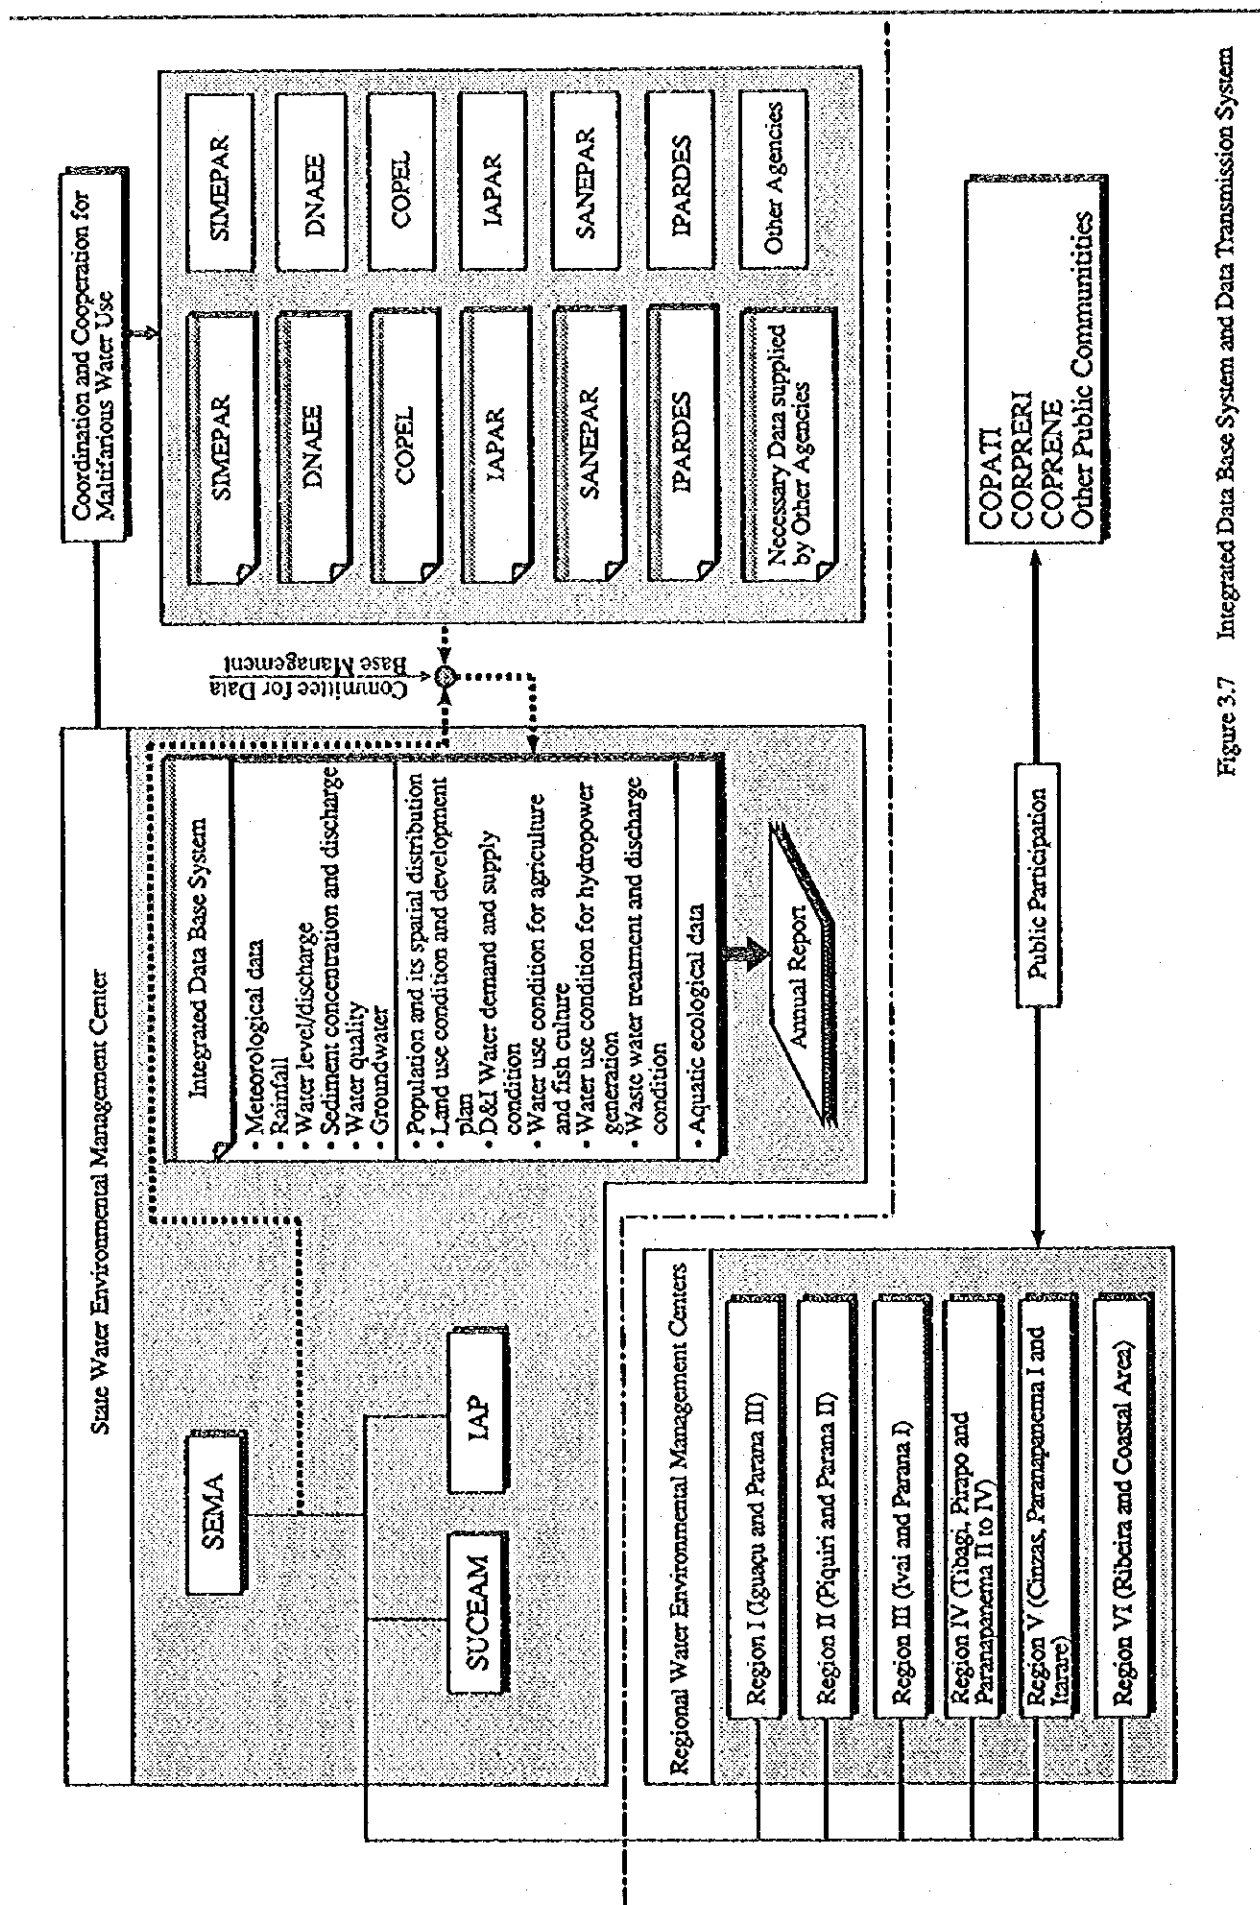 State Water Environmental Management Center
SEMA
SUCEAM
IAP
Integrated Data Base System
• Meteorological data
• Rainfall
• Water level/discharge
• Sediment concentration and discharge
• Water quality
• Groundwater
• Population and its spatial distribution
• Land use condition and development
plan
• D&I Water demand and supply
condition
• Water use condition for agriculture
and fish culture
• Water use condition for hydropower
generation
• Waste water treatment and discharge
condition
• Aquatic ecological data
Annual Report
Committee for Data
Base Management
Coordination and Cooperation for
Maltifarious Water Use
SIMEPAR
SIMEPAR
DNAEE
DNAEE
COPEL
COPEL
IAPAR
IAPAR
SANEPAR
SANEPAR
IPARDES
IPARDES
Necessary Data supplied
by Other Agencies
Other Agencies
Regional Water Environmental Management Centers
Region I (Iguaçu and Parana III)
Region II (Piquiri and Parana II)
Region III (Ivai and Parana I)
Region IV (Tibagi, Pirapo and
Paranapanema II to IV)
Region V (Cinzas, Paranapanema I and
Itarare)
Region VI (Ribeira and Coastal Area)
Public Participation
COPATI
CORPRERI
COPRENE
Other Public Communitities
Figure 3.7 Integrated Data Base System and Data Transmission System